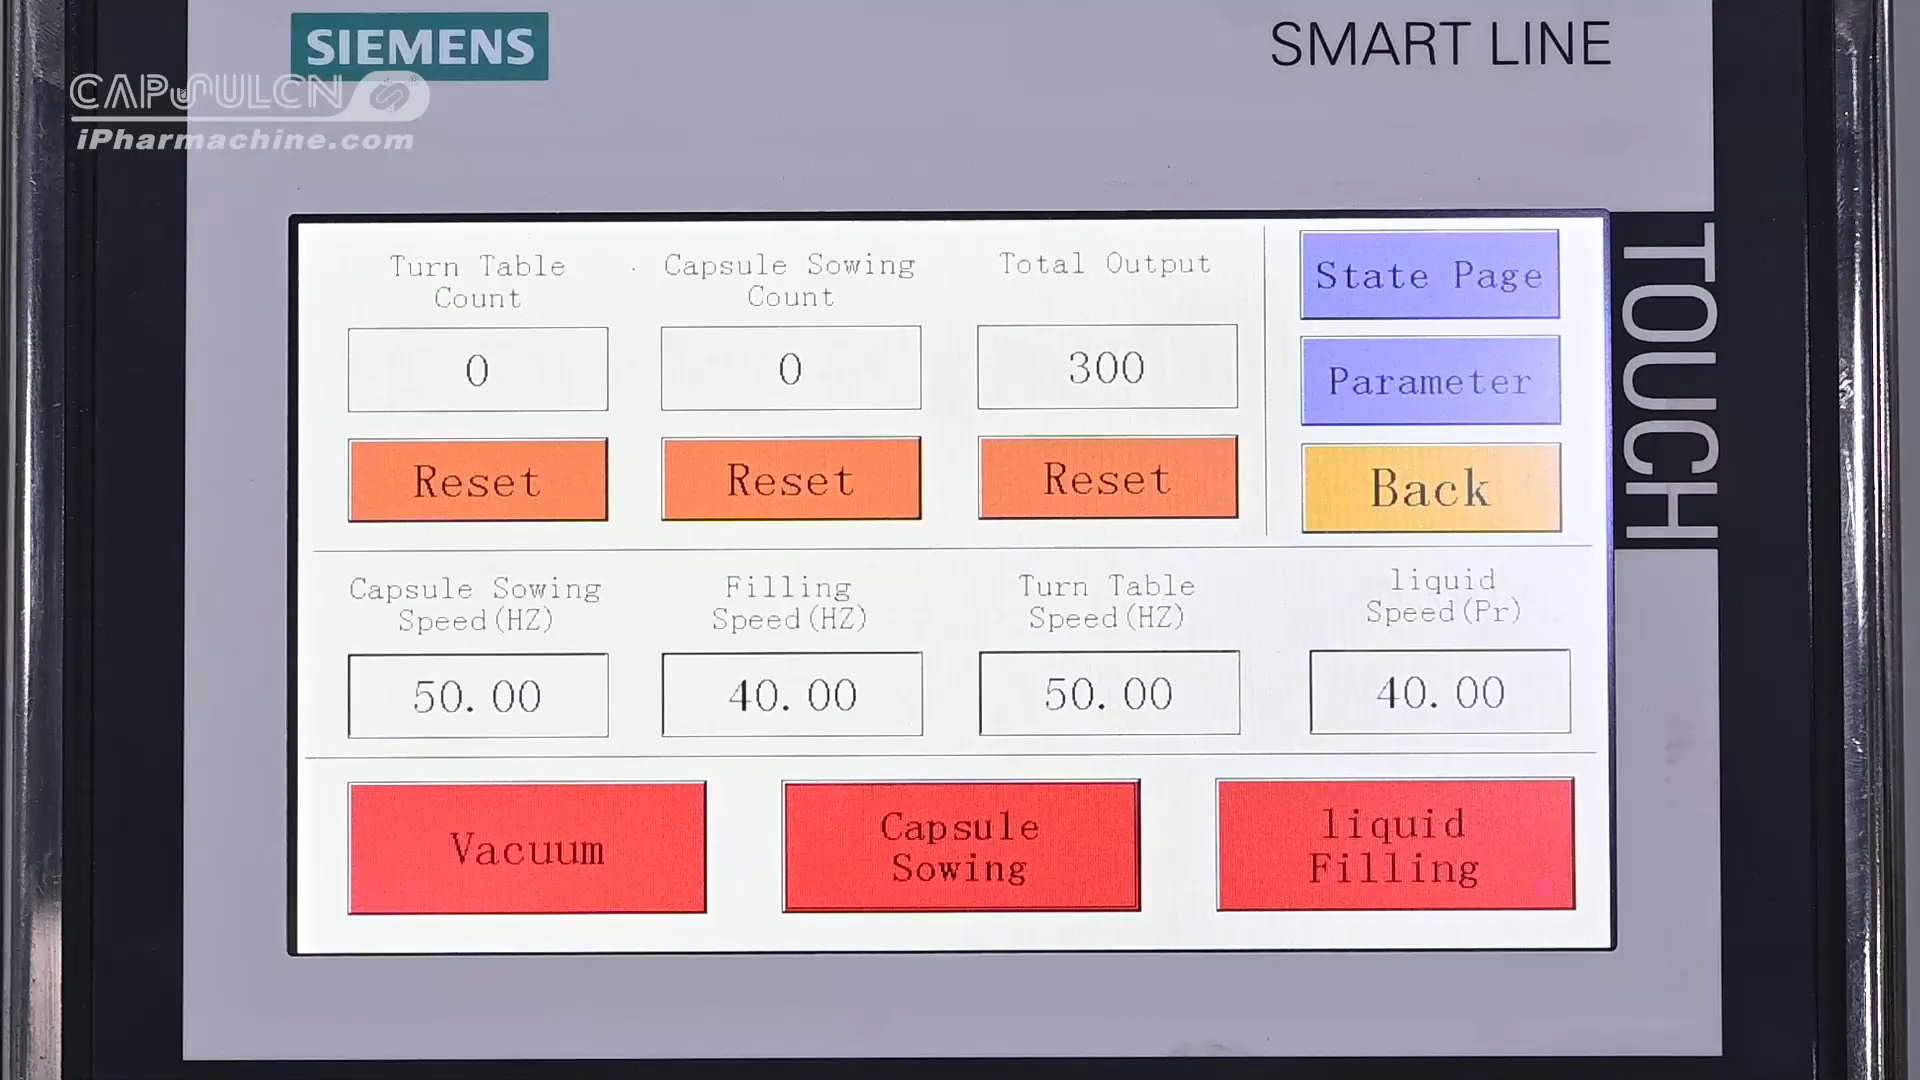 SIEMENS
SMART LINE
CAPSULCN
iPharmachine.com
TOUCH
Turn Table
Count
Capsule Sowing
Count
Total Output
State Page
0
0
300
Parameter
Reset
Reset
Reset
Back
Capsule Sowing
Speed(HZ)
Filling
Speed(HZ)
Turn Table
Speed(HZ)
liquid
Speed(Pr)
50.00
40.00
50.00
40.00
Vacuum
Capsule
Sowing
liquid
Filling